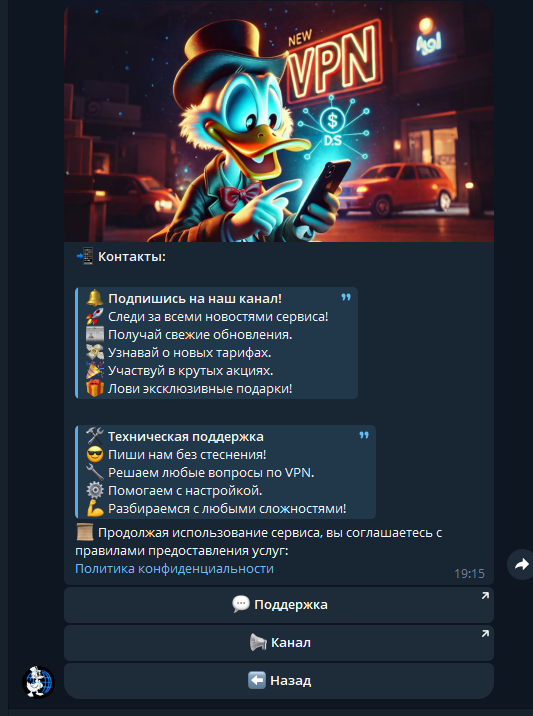 NEW
VPN
$
D.S
Контакты:
Подпишись на наш канал!
Следи за всеми новостями сервиса!
Получай свежие обновления.
Узнавай о новых тарифах.
Участвуй в крутых акциях.
Лови эксклюзивные подарки!
Техническая поддержка
Пиши нам без стеснения!
Решаем любые вопросы по VPN.
Помогаем с настройкой.
Разбираемся с любыми сложностями!
Продолжая использование сервиса, вы соглашаетесь с
правилами предоставления услуг:
Политика конфиденциальности
19:15
Поддержка
Канал
Назад